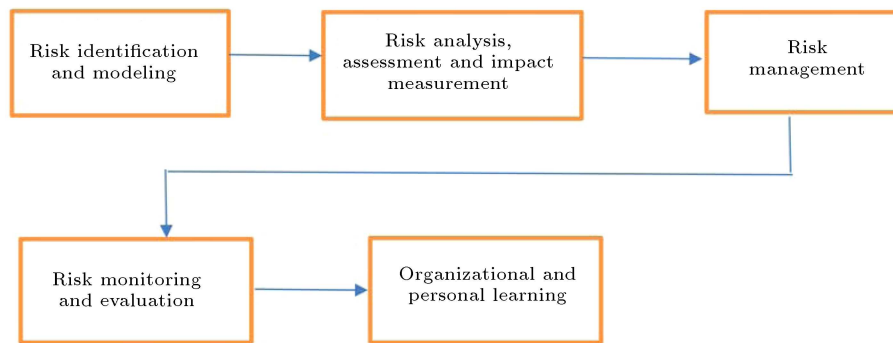 Risk identification
and modeling
Risk analysis,
assessment and impact
measurement
Risk
management
Risk monitoring
and evaluation
Organizational and
personal learning